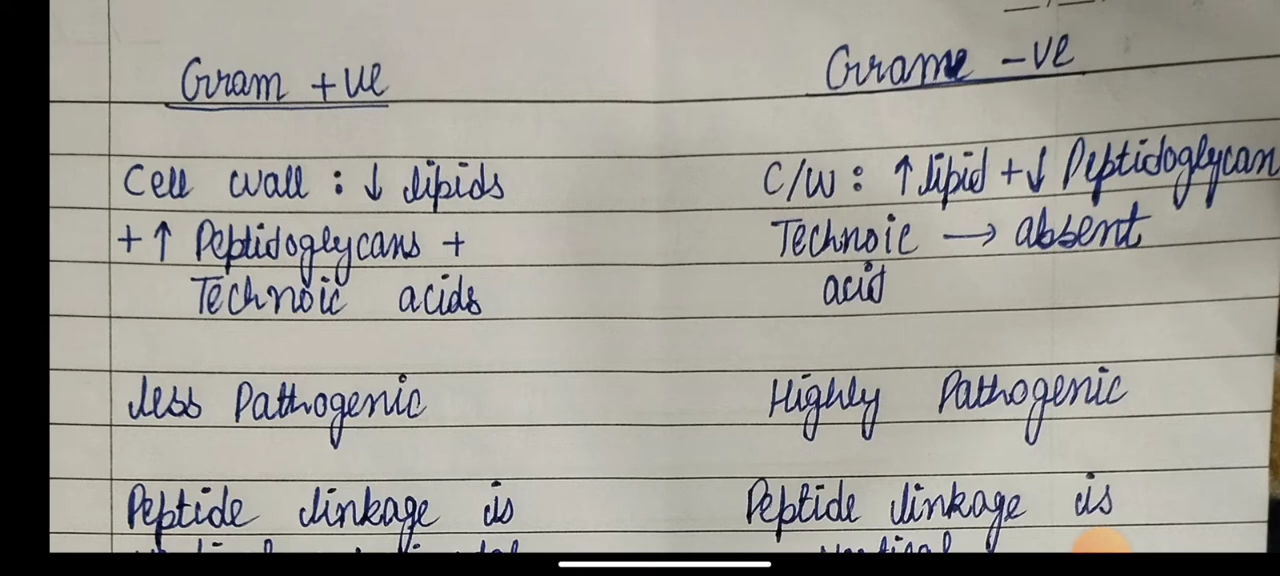 Gram +ve
Grame -ve
Cell wall : ↓ lipids
+ ↑ Peptidoglycans +
Technoic acids
C/W : ↑ lipid + ↓ Peptidoglycan
Technoic → absent
acid
less Pathogenic
Highly Pathogenic
Peptide linkage is
Peptide linkage is